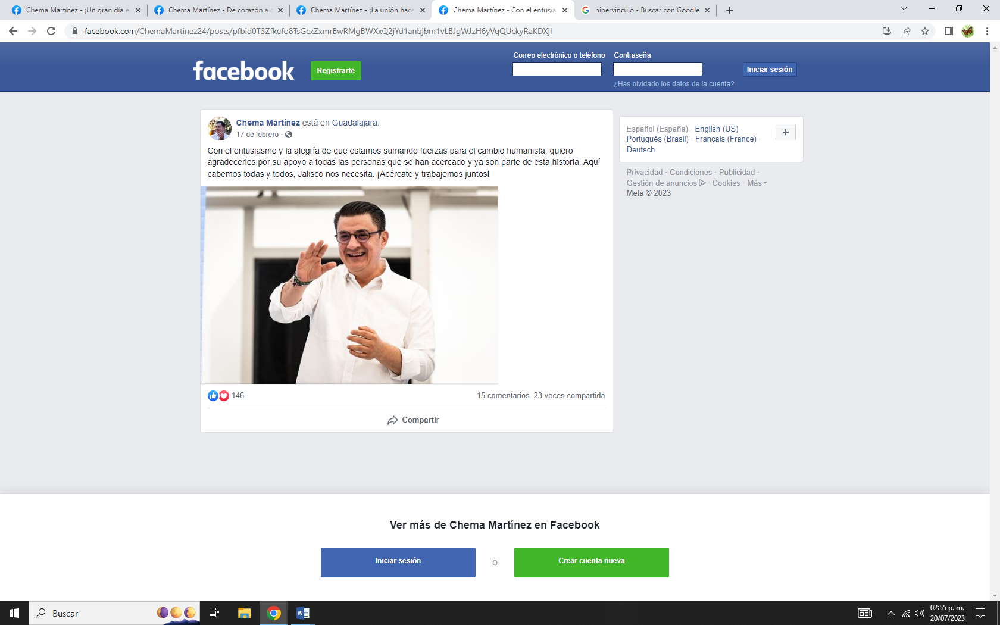 Chema Martínez - ¡Un gran día e
Chema Martínez - De corazón a c
Chema Martínez - ¡La unión hace
Chema Martínez - Con el entusia
hipervinculo - Buscar con Google
facebook.com/ChemaMartinez24/posts/pfbid0T3Zfkefo8TsGcxZxmrBwRMgBWXxQ2jYd1anbjbm1vLBJgWJzH6yVqQUckyRaKDXjl
facebook
Registrarte
Correo electrónico o teléfono
Contraseña
Iniciar sesión
¿Has olvidado los datos de la cuenta?
Chema Martínez está en Guadalajara.
17 de febrero ·
Con el entusiasmo y la alegría de que estamos sumando fuerzas para el cambio humanista, quiero
agradecerles por su apoyo a todas las personas que se han acercado y ya son parte de esta historia. Aquí
cabemos todas y todos, Jalisco nos necesita. ¡Acércate y trabajemos juntos!
146
15 comentarios 23 veces compartida
Compartir
Español (España) · English (US) ·
Português (Brasil) · Français (France) ·
Deutsch
Privacidad · Condiciones · Publicidad ·
Gestión de anuncios · Cookies · Más
Meta © 2023
Ver más de Chema Martínez en Facebook
Iniciar sesión
o
Crear cuenta nueva
Buscar
02:55 p. m.
20/07/2023